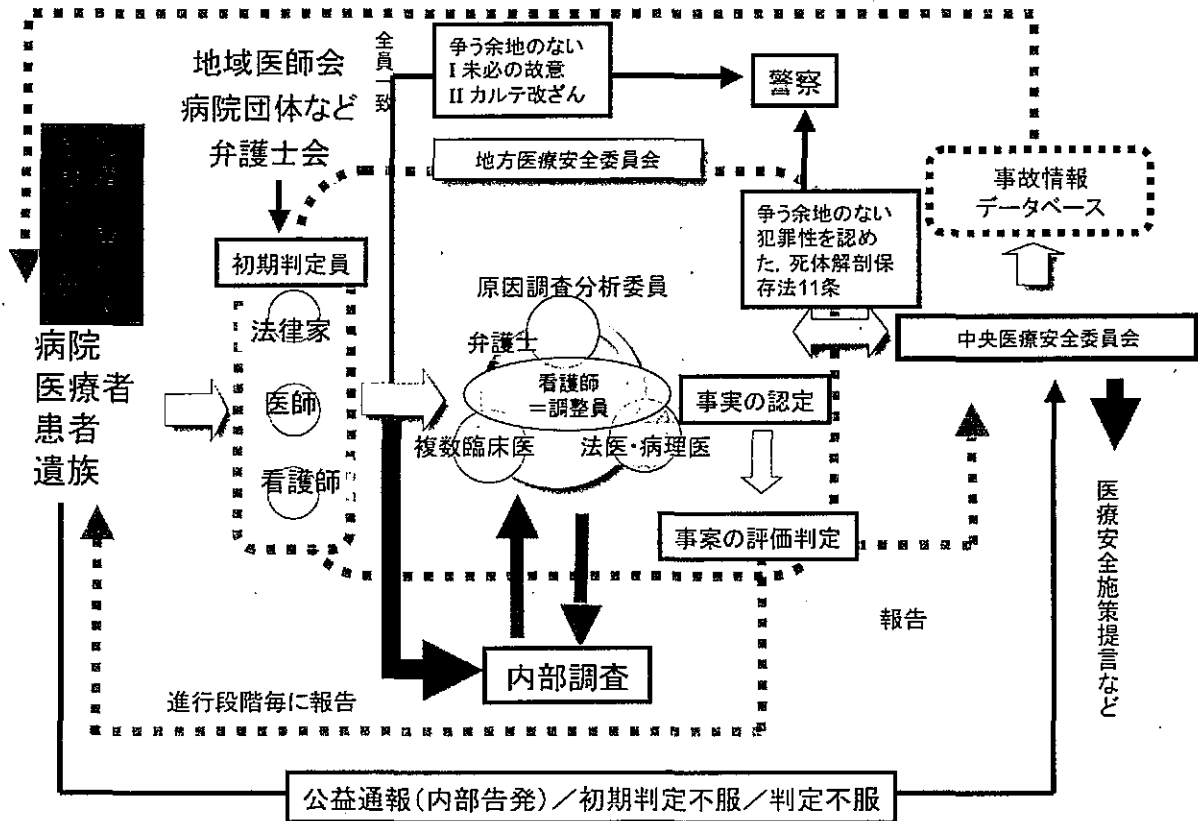 地域医師会
病院団体など
弁護士会
全員一致
争う余地のない
I 未必の故意
II カルテ改ざん
警察
地方医療安全委員会
事故情報
データベース
初期判定員
争う余地のない
犯罪性を認め
た，死体解剖保
存法11条
原因調査分析委員
法律家
弁護士
中央医療安全委員会
病院
医療者
患者
遺族
医師
看護師
＝調整員
事実の認定
複数臨床医
法医・病理医
看護師
事案の評価判定
医療安全施策提言など
報告
内部調査
進行段階毎に報告
公益通報（内部告発）／初期判定不服／判定不服